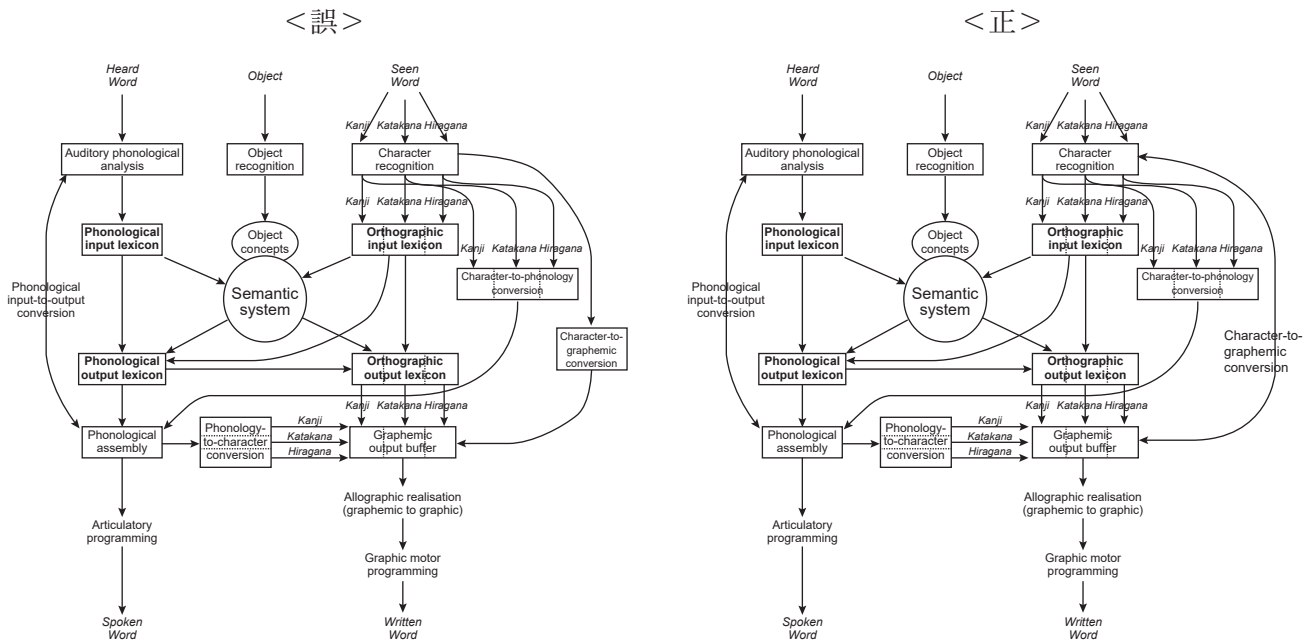 ＜誤＞
Heard
Word
Object
Seen
Word
Kanji
Katakana
Hiragana
Auditory phonological
analysis
Object
recognition
Character
recognition
Kanji
Katakana
Hiragana
Phonological
input lexicon
Object
concepts
Orthographic
input lexicon
Kanji
Katakana
Hiragana
Character-to-phonology
conversion
Phonological
input-to-output
conversion
Semantic
system
Character-to-
graphemic
conversion
Phonological
output lexicon
Orthographic
output lexicon
Kanji
Katakana
Hiragana
Phonological
assembly
Phonology-
to-character
conversion
Kanji
Katakana
Hiragana
Graphemic
output buffer
Allographic realisation
(graphemic to graphic)
Articulatory
programming
Graphic motor
programming
Spoken
Word
Written
Word
＜正＞
Heard
Word
Object
Seen
Word
Kanji
Katakana
Hiragana
Auditory phonological
analysis
Object
recognition
Character
recognition
Kanji
Katakana
Hiragana
Phonological
input lexicon
Object
concepts
Orthographic
input lexicon
Kanji
Katakana
Hiragana
Character-to-phonology
conversion
Phonological
input-to-output
conversion
Semantic
system
Character-to-
graphemic
conversion
Phonological
output lexicon
Orthographic
output lexicon
Kanji
Katakana
Hiragana
Phonological
assembly
Phonology-
to-character
conversion
Kanji
Katakana
Hiragana
Graphemic
output buffer
Allographic realisation
(graphemic to graphic)
Articulatory
programming
Graphic motor
programming
Spoken
Word
Written
Word